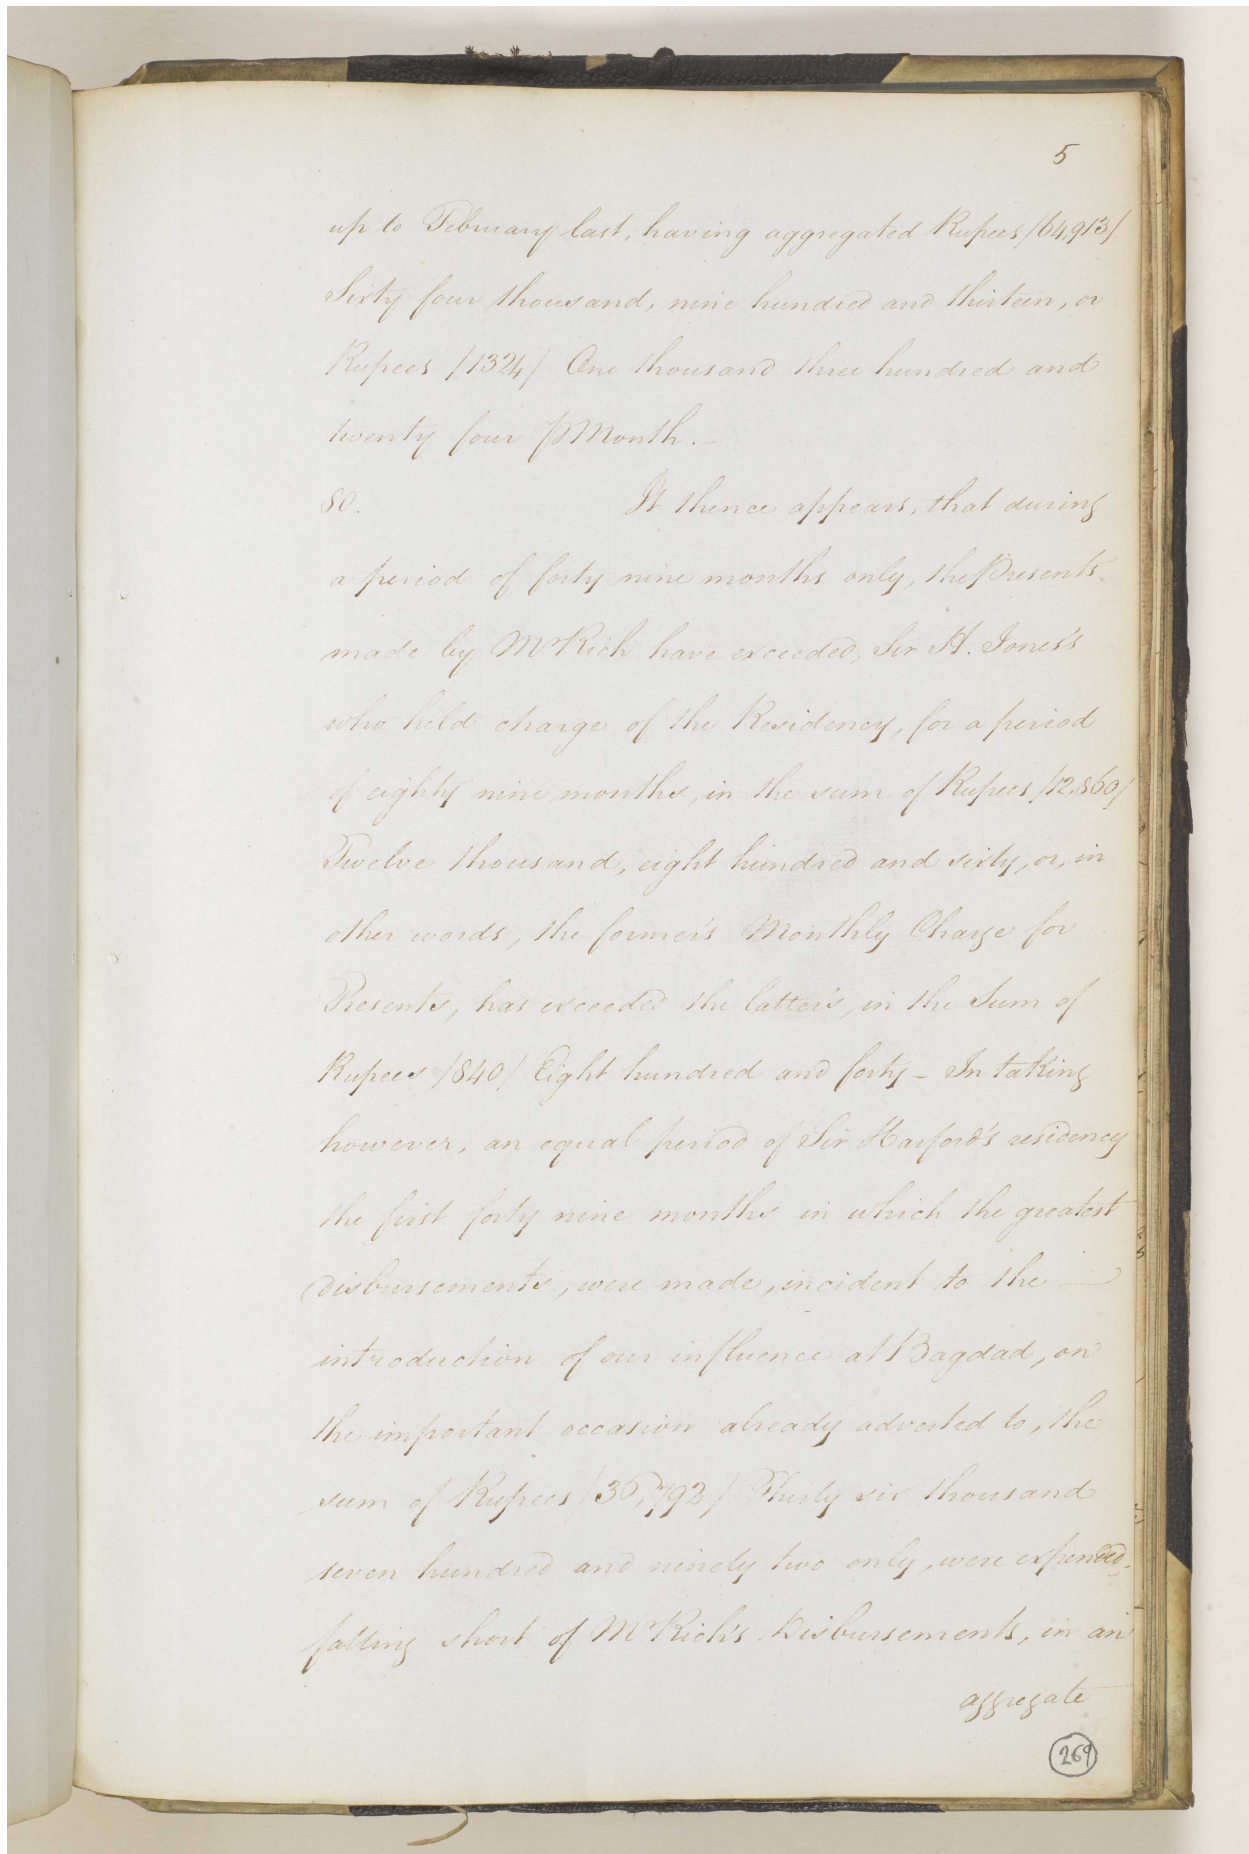 5
up to February last, having aggregated Rupees /64,913/
Sixty four thousand, nine hundred and thirteen, or
Rupees /1324/ One thousand three hundred and
twenty four ⅌ Month. —
80. It thence appears, that during
a period of forty nine months only, the Presents
made by Mr Rich have exceeded, Sir H. Jones's
who held charge of the Residency, for a period
of eighty nine months, in the sum of Rupees /12,860/
Twelve thousand, eight hundred and sixty, or, in
other words, the former's Monthly Charge for
Presents, has exceeded the latter's, in the Sum of
Rupees /840/ Eight hundred and forty – In taking
however, an equal period of Sir Harford's residency
the first forty nine months in which the greatest
Disbursements, were made, incident to the —
introduction of our influence at Bagdad, on
the important occasion already adverted to, the
sum of Rupees /36,792/ Thirty six thousand
seven hundred and ninety two only, were expended,
falling short of Mr Rich's Disbursements, in an
aggregate
269